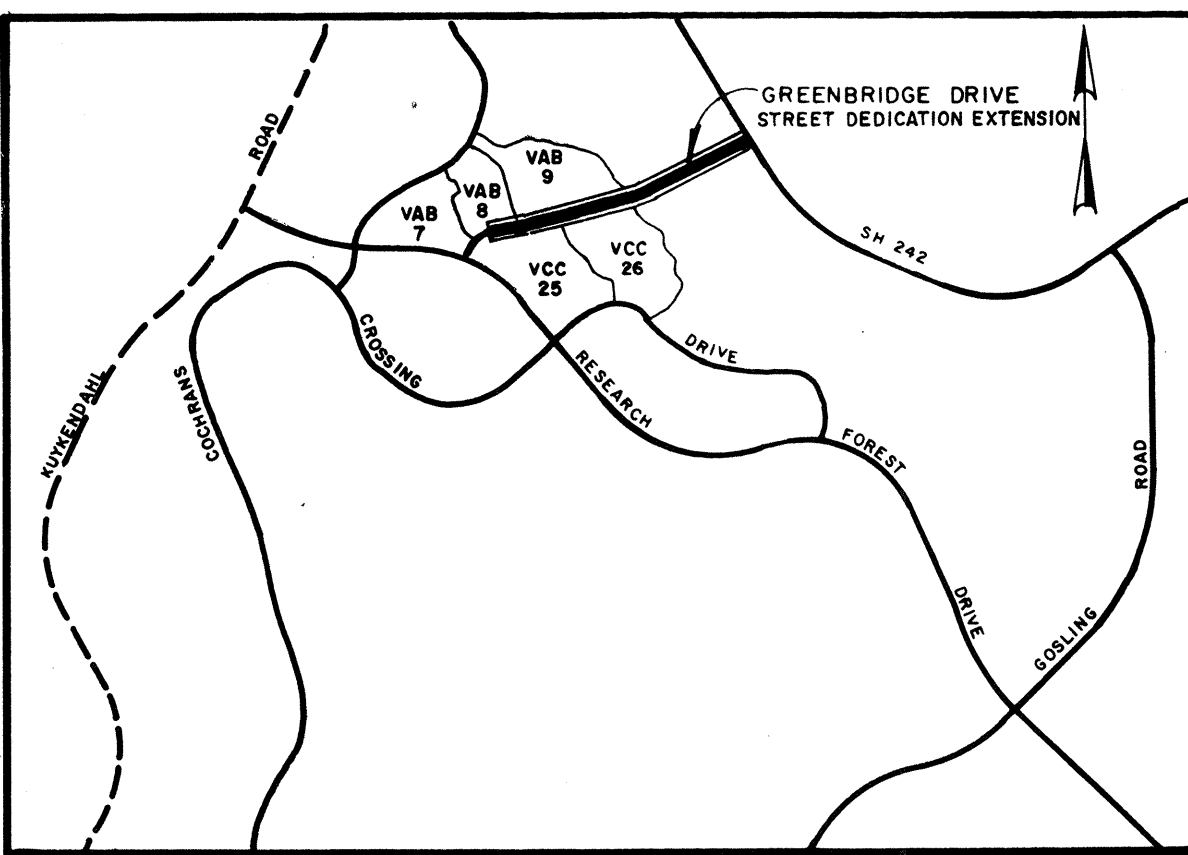 GREENBRIDGE DRIVE
STREET DEDICATION EXTENSION
ROAD
VAB
9
VAB
8
VAB
7
VCC
26
VCC
25
SH 242
CROSSING
DRIVE
RESEARCH
COCHRANS
KUYKENDAHL
FOREST
ROAD
DRIVE
GOSLING